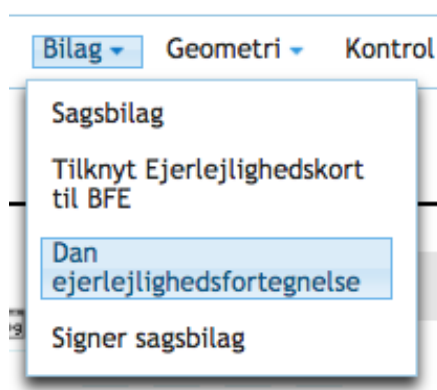 Bilag Geometri Kontrol
Sagsbilag
Tilknyt Ejerlejlighedskort
til BFE
Dan
ejerlejlighedsfortegnelse
Signer sagsbilag